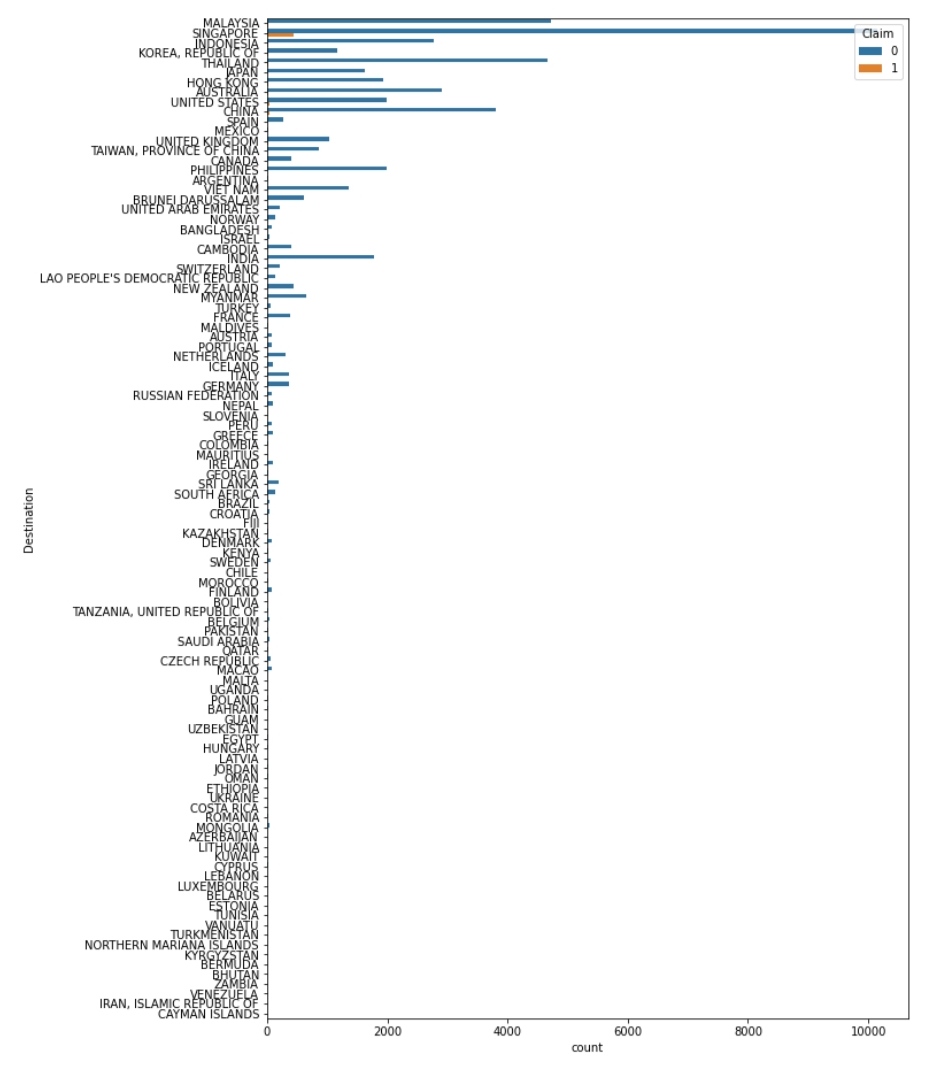 MALAYSIA
SINGAPORE
INDONESIA
KOREA, REPUBLIC OF
THAILAND
JAPAN
HONG KONG
AUSTRALIA
UNITED STATES
CHINA
SPAIN
MEXICO
UNITED KINGDOM
TAIWAN, PROVINCE OF CHINA
CANADA
PHILIPPINES
ARGENTINA
VIET NAM
BRUNEI DARUSSALAM
UNITED ARAB EMIRATES
NORWAY
BANGLADESH
ISRAEL
CAMBODIA
INDIA
SWITZERLAND
LAO PEOPLE'S DEMOCRATIC REPUBLIC
NEW ZEALAND
MYANMAR
TURKEY
FRANCE
MALDIVES
AUSTRIA
PORTUGAL
NETHERLANDS
ICELAND
ITALY
GERMANY
RUSSIAN FEDERATION
NEPAL
SLOVENIA
PERU
GREECE
COLOMBIA
MAURITIUS
IRELAND
GEORGIA
SRI LANKA
SOUTH AFRICA
BRAZIL
CROATIA
FIJI
KAZAKHSTAN
DENMARK
KENYA
SWEDEN
CHILE
MOROCCO
FINLAND
BOLIVIA
TANZANIA, UNITED REPUBLIC OF
BELGIUM
PAKISTAN
SAUDI ARABIA
QATAR
CZECH REPUBLIC
MACAO
MALTA
UGANDA
POLAND
BAHRAIN
GUAM
UZBEKISTAN
EGYPT
HUNGARY
LATVIA
JORDAN
OMAN
ETHIOPIA
UKRAINE
COSTA RICA
ROMANIA
MONGOLIA
AZERBAIJAN
LITHUANIA
KUWAIT
CYPRUS
LEBANON
LUXEMBOURG
BELARUS
ESTONIA
TUNISIA
VANUATU
TURKMENISTAN
NORTHERN MARIANA ISLANDS
KYRGYZSTAN
BERMUDA
BHUTAN
ZAMBIA
VENEZUELA
IRAN, ISLAMIC REPUBLIC OF
CAYMAN ISLANDS
Destination
0 2000 4000 6000 8000 10000
count
Claim
0
1